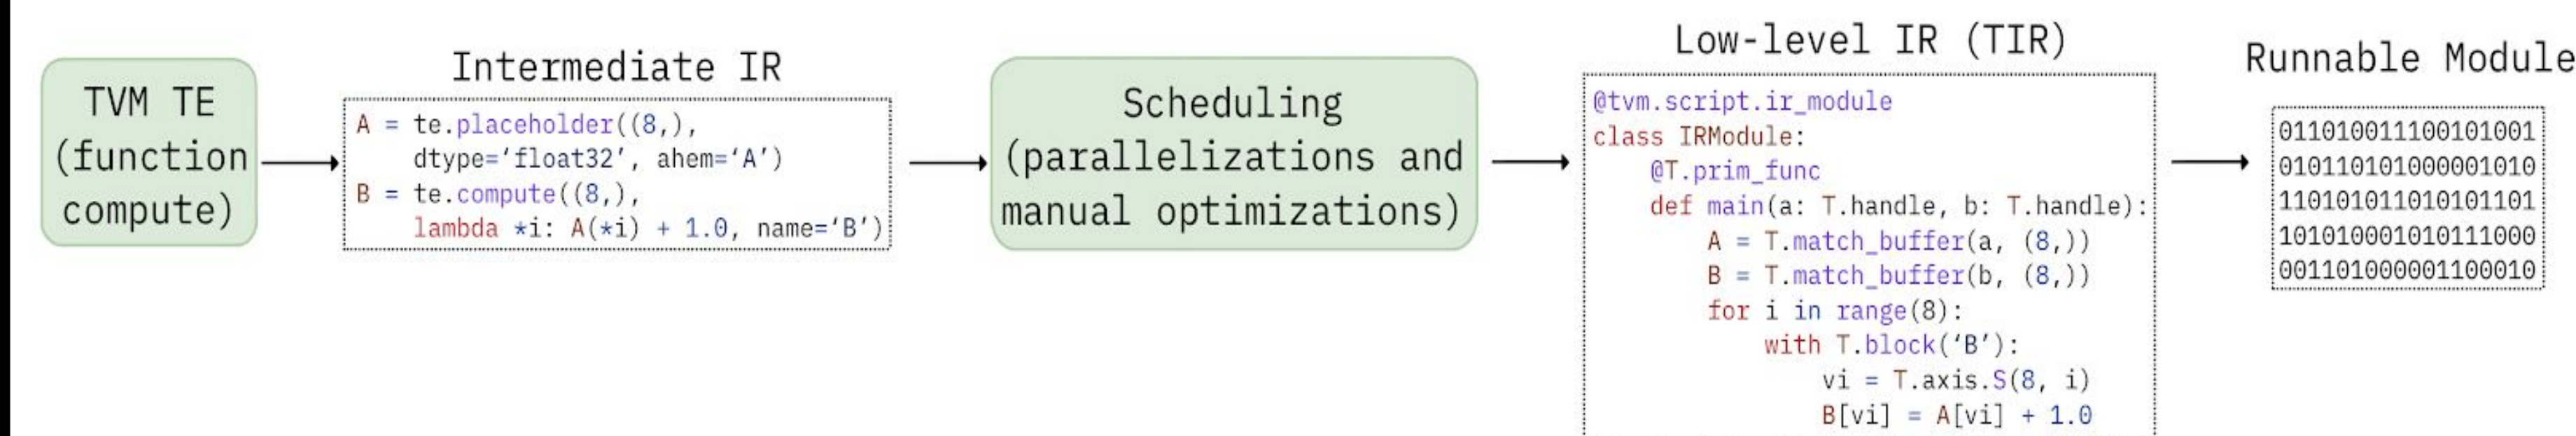 TVM TE
(function
compute)
Intermediate IR
A = te.placeholder((8,),
dtype='float32', ahem='A')
B = te.compute((8,),
lambda *i: A(*i) + 1.0, name='B')
Scheduling
(parallelizations and
manual optimizations)
Low-level IR (TIR)
@tvm.script.ir_module
class IRModule:
@T.prim_func
def main(a: T.handle, b: T.handle):
A = T.match_buffer(a, (8,))
B = T.match_buffer(b, (8,))
for i in range(8):
with T.block('B'):
vi = T.axis.S(8, i)
B[vi] = A[vi] + 1.0
Runnable Module
011010011100101001
010110101000001010
110101011010101101
101010001010111000
001101000001100010